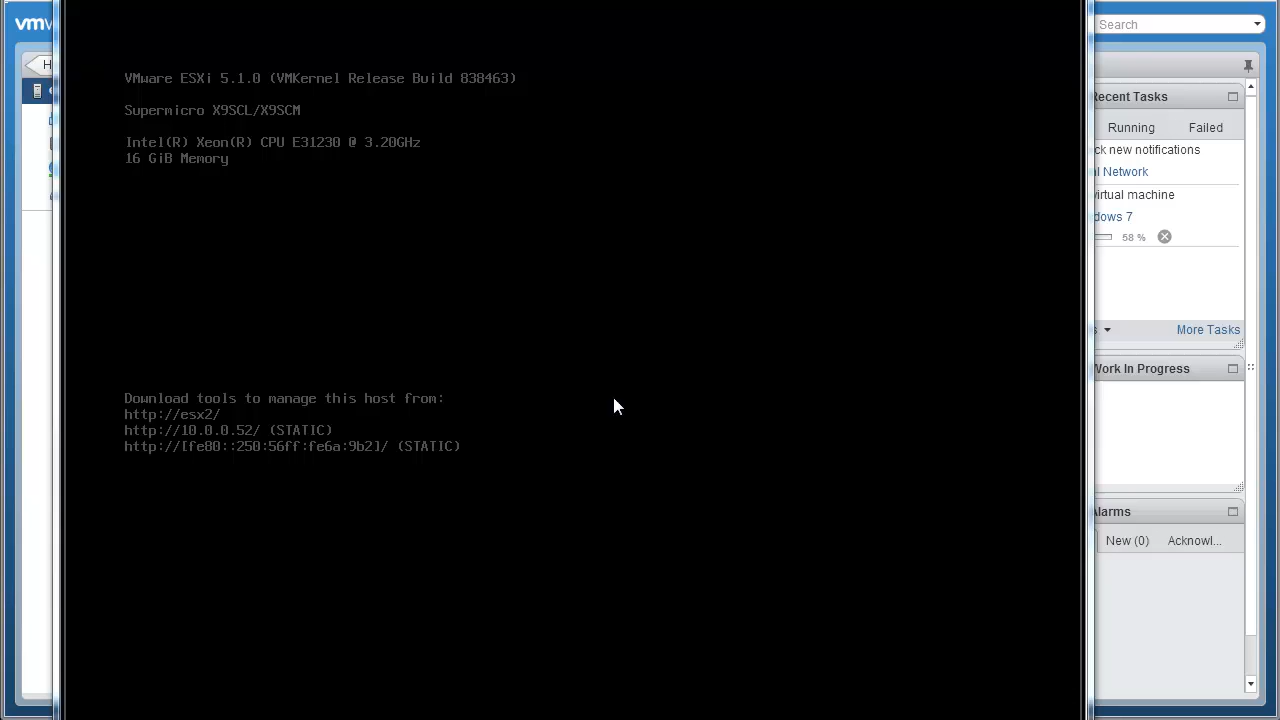 vm
Search
H
VMware ESXi 5.1.0 (VMKernel Release Build 838463)
Supermicro X9SCL/X9SCM
Intel(R) Xeon(R) CPU E31230 @ 3.20GHz
16 GiB Memory
Download tools to manage this host from:
http://esx2/
http://10.0.0.52/ (STATIC)
http://[fe80::250:56ff:fe6a:9b2]/ (STATIC)
Recent Tasks
Running Failed
ck new notifications
l Network
virtual machine
dows 7
58 %
s
More Tasks
Work In Progress
Alarms
New (0) Acknowl...